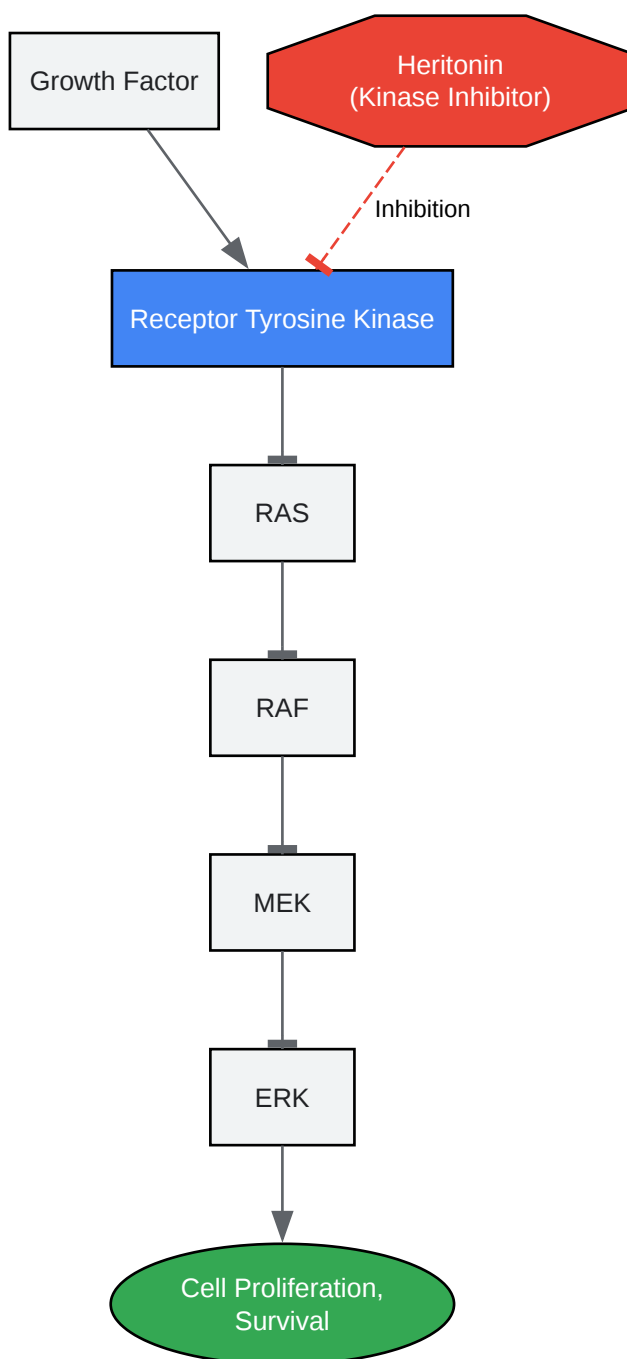 Growth Factor
Heritonin
(Kinase Inhibitor)
Inhibition
Receptor Tyrosine Kinase
RAS
RAF
MEK
ERK
Cell Proliferation,
Survival